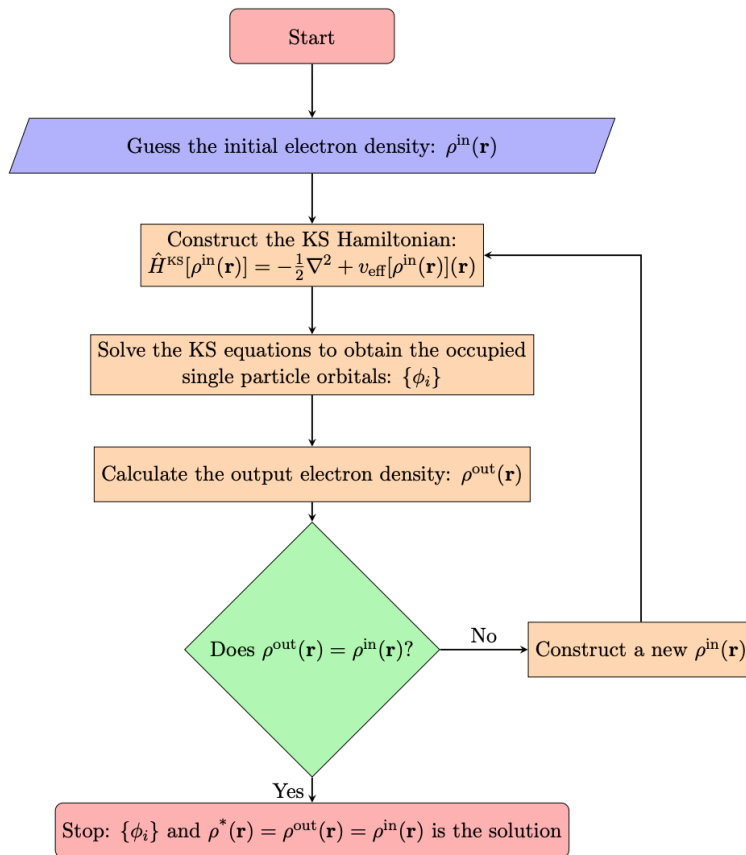 Start
Guess the initial electron density: ρ^in(𝐫)
Construct the KS Hamiltonian:
Ĥ^KS[ρ^in(𝐫)] = −½∇² + v_eff[ρ^in(𝐫)](𝐫)
Solve the KS equations to obtain the occupied
single particle orbitals: {ϕ_i}
Calculate the output electron density: ρ^out(𝐫)
Does ρ^out(𝐫) = ρ^in(𝐫)?
No
Construct a new ρ^in(𝐫)
Yes
Stop: {ϕ_i} and ρ^*(𝐫) = ρ^out(𝐫) = ρ^in(𝐫) is the solution